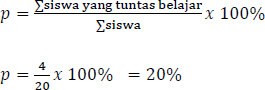 p = ∑siswa yang tuntas belajar / ∑siswa x 100%
p = 4/20 x 100% = 20%